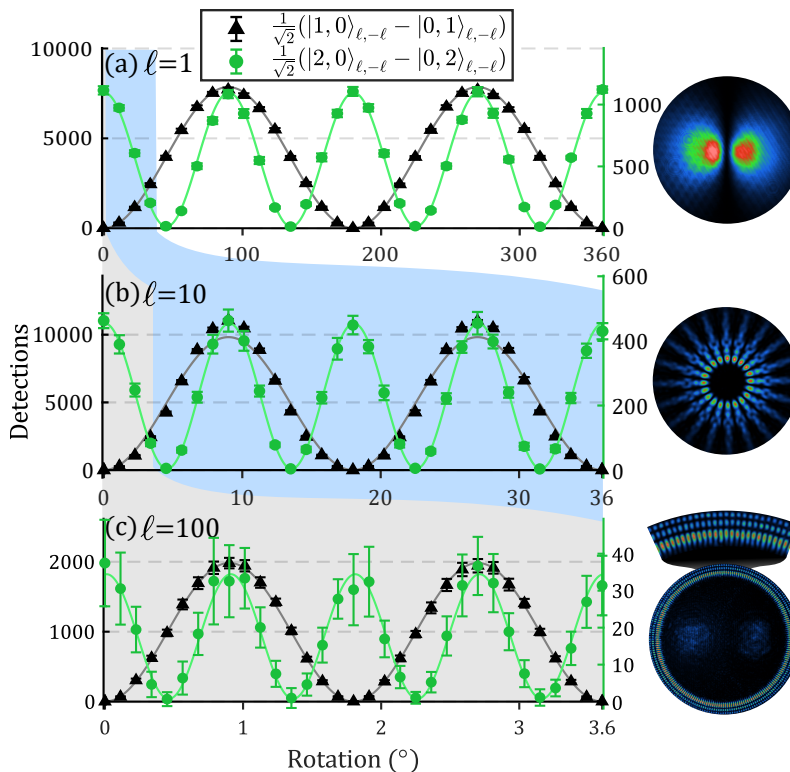 1/√2(|1,0⟩ℓ,−ℓ − |0,1⟩ℓ,−ℓ)
1/√2(|2,0⟩ℓ,−ℓ − |0,2⟩ℓ,−ℓ)
(a) ℓ=1
10000
5000
0
1000
500
0
0 100 200 300 360
(b) ℓ=10
10000
5000
0
600
400
200
0
0 10 20 30 36
Detections
(c) ℓ=100
2000
1000
0
40
30
20
10
0
0 1 2 3 3.6
Rotation (°)